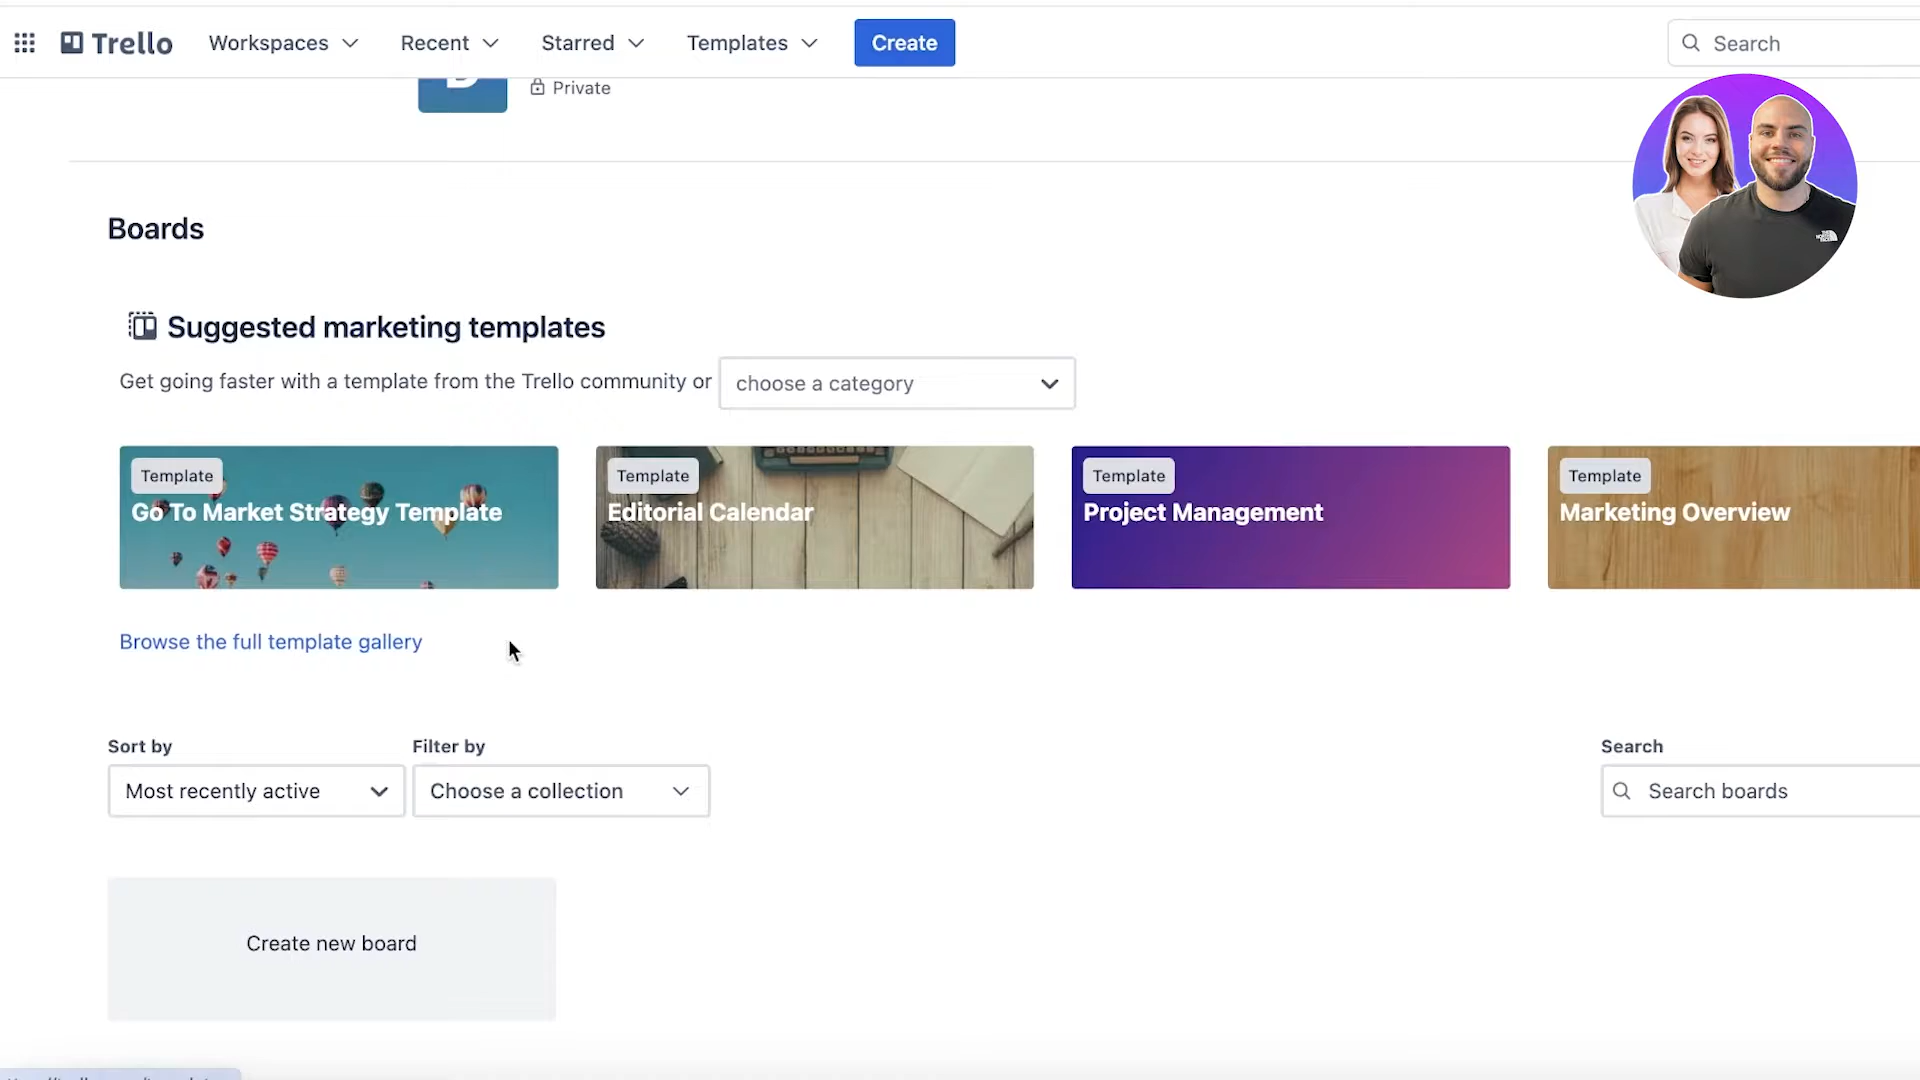 Trello Workspaces Recent Starred Templates Create Search
Private
Boards
Suggested marketing templates
Get going faster with a template from the Trello community or choose a category
Template Template Template Template
Go To Market Strategy Template Editorial Calendar Project Management Marketing Overview
Browse the full template gallery
Sort by Filter by Search
Most recently active Choose a collection Search boards
Create new board